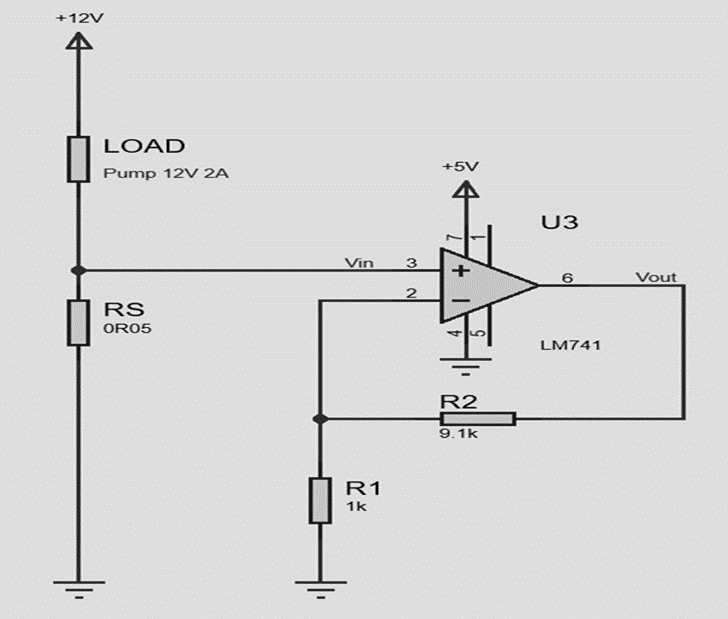 +12V
LOAD
Pump 12V 2A
+5V
U3
7
1
Vin
3
+
6
Vout
2
−
RS
0R05
4
5
LM741
R2
9.1k
R1
1k